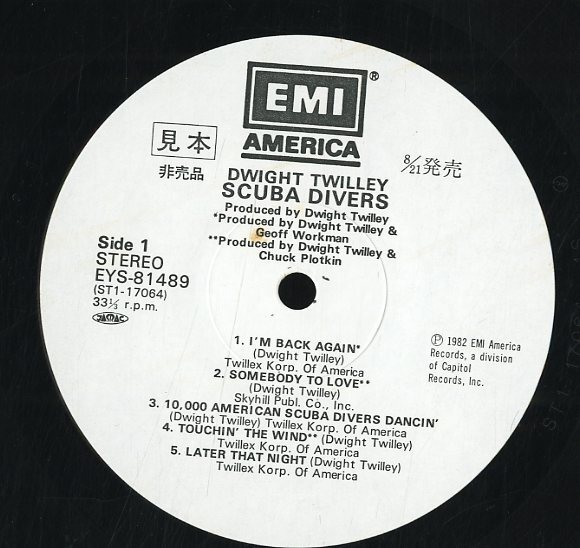 EMI
®
AMERICA
見本
非売品
8/21発売
DWIGHT TWILLEY
SCUBA DIVERS
Produced by Dwight Twilley
*Produced by Dwight Twilley &
Geoff Workman
**Produced by Dwight Twilley &
Chuck Plotkin
Side 1
STEREO
EYS-81489
(ST1-17064)
33⅓ r.p.m.
Ⓟ 1982 EMI America
Records, a division
of Capitol
Records, Inc.
1. I'M BACK AGAIN*
(Dwight Twilley)
Twillex Korp. Of America
2. SOMEBODY TO LOVE**
(Dwight Twilley)
Skyhill Publ. Co., Inc.
3. 10,000 AMERICAN SCUBA DIVERS DANCIN'
(Dwight Twilley) Twillex Korp. Of America
4. TOUCHIN' THE WIND** (Dwight Twilley)
Twillex Korp. Of America
5. LATER THAT NIGHT (Dwight Twilley)
Twillex Korp. Of America